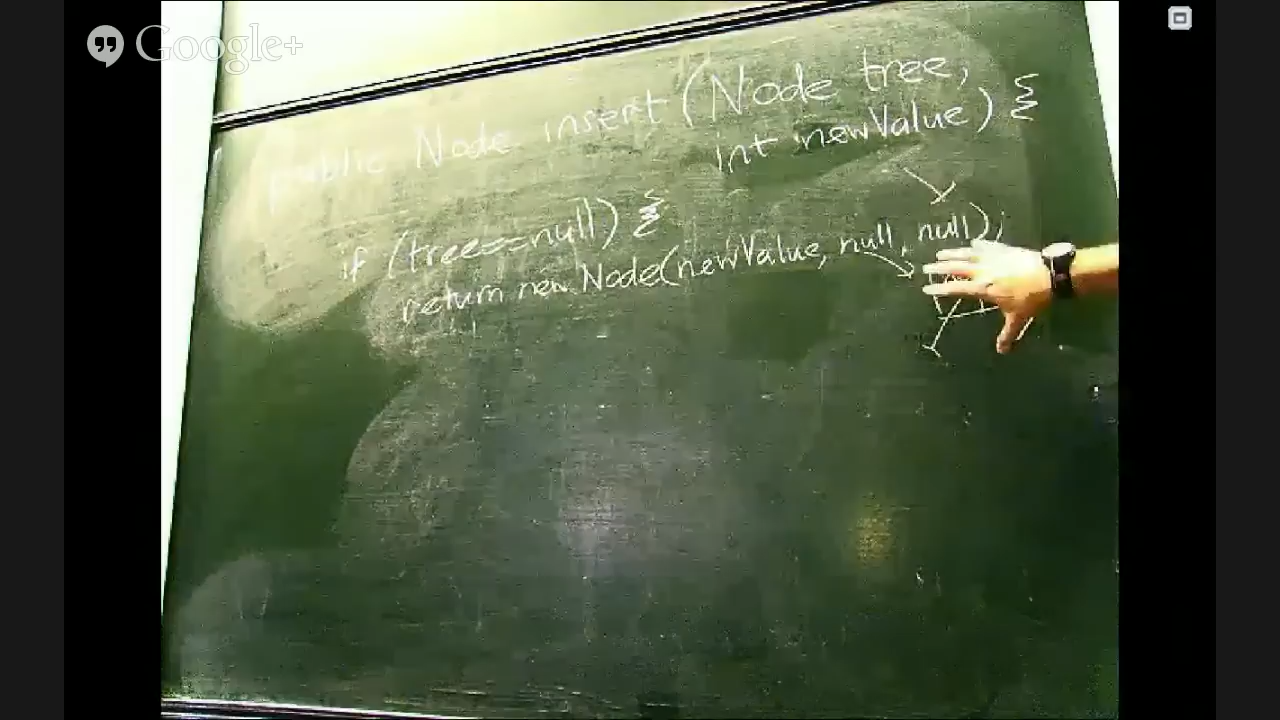 Google+
public Node insert (Node tree,
int newValue) {
if (tree==null) {
return new Node(newValue, null, null);